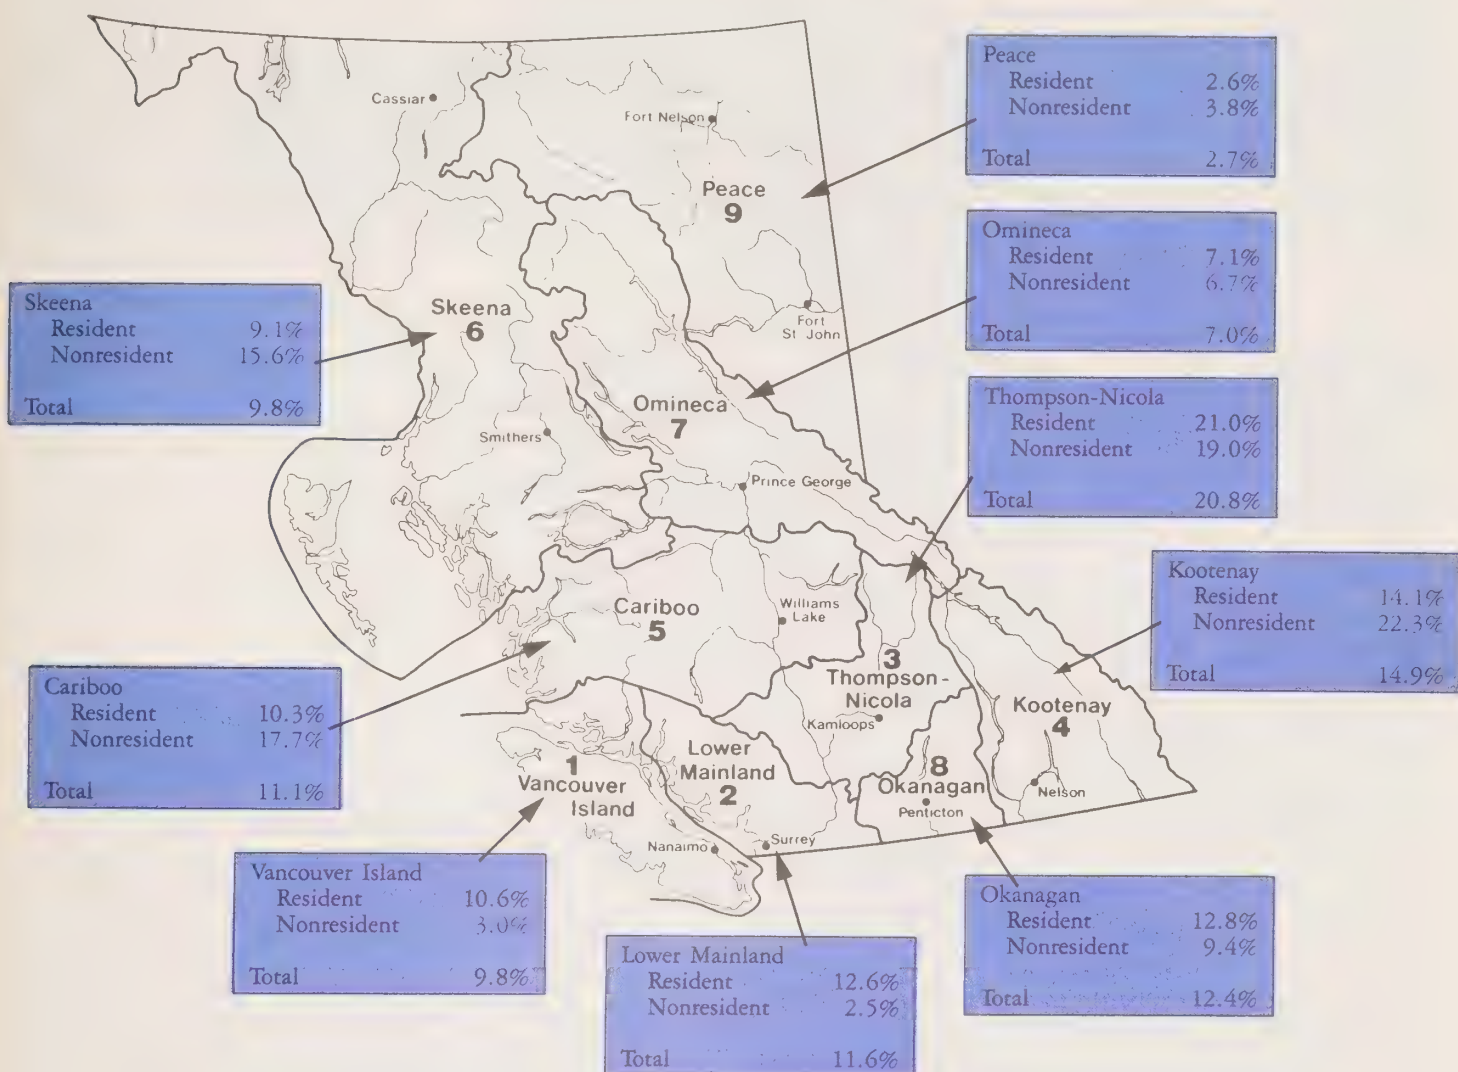 Cassiar
Fort Nelson
Peace
9
Fort
St John
Skeena
6
Smithers
Omineca
7
Prince George
Cariboo
5
Williams
Lake
3
Thompson-
Nicola
Kamloops
Kootenay
4
Nelson
1
Vancouver
Island
Nanaimo
Lower
Mainland
2
Surrey
8
Okanagan
Penticton
Peace
Resident 2.6%
Nonresident 3.8%
Total 2.7%
Omineca
Resident 7.1%
Nonresident 6.7%
Total 7.0%
Skeena
Resident 9.1%
Nonresident 15.6%
Total 9.8%
Thompson-Nicola
Resident 21.0%
Nonresident 19.0%
Total 20.8%
Kootenay
Resident 14.1%
Nonresident 22.3%
Total 14.9%
Cariboo
Resident 10.3%
Nonresident 17.7%
Total 11.1%
Vancouver Island
Resident 10.6%
Nonresident 3.0%
Total 9.8%
Lower Mainland
Resident 12.6%
Nonresident 2.5%
Total 11.6%
Okanagan
Resident 12.8%
Nonresident 9.4%
Total 12.4%